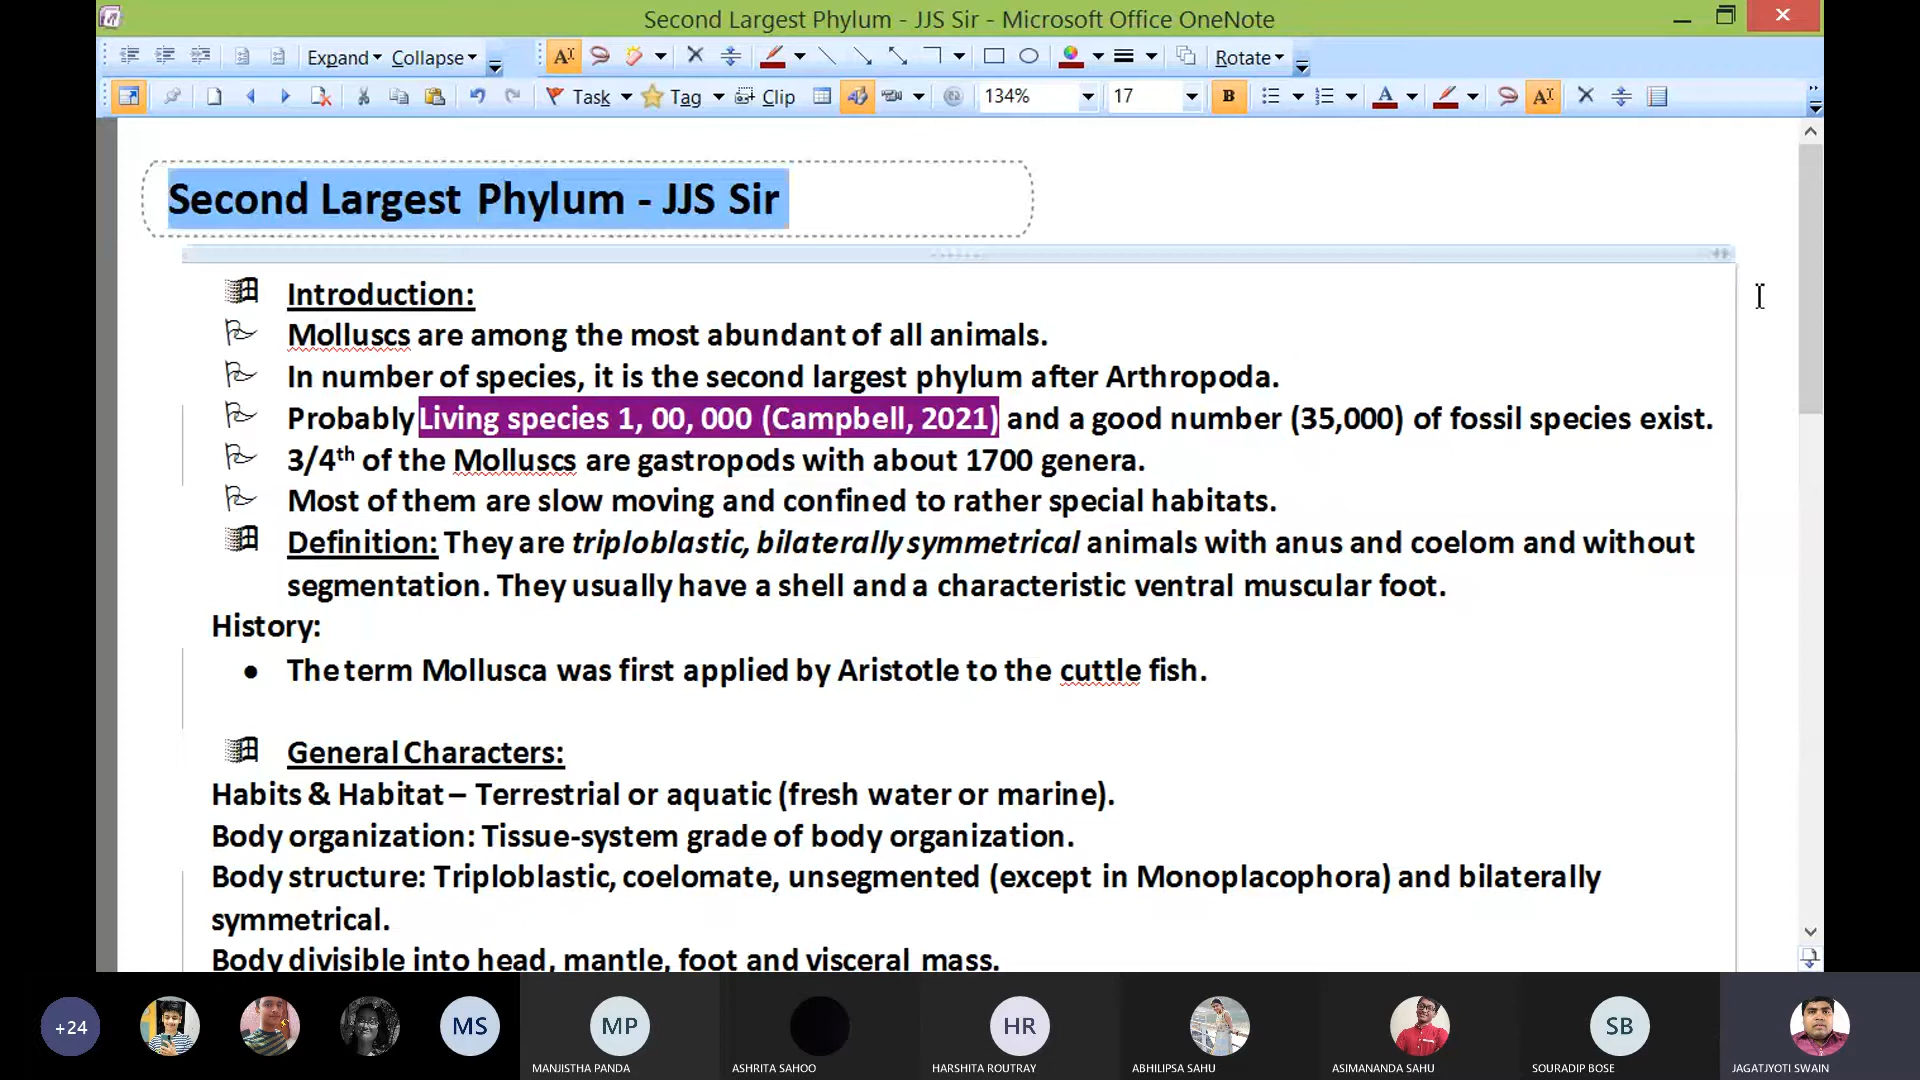 Second Largest Phylum - JJS Sir - Microsoft Office OneNote
Expand Collapse Rotate
Task Tag Clip 134% 17 B
Second Largest Phylum - JJS Sir
Introduction:
Molluscs are among the most abundant of all animals.
In number of species, it is the second largest phylum after Arthropoda.
Probably Living species 1, 00, 000 (Campbell, 2021) and a good number (35,000) of fossil species exist.
3/4th of the Molluscs are gastropods with about 1700 genera.
Most of them are slow moving and confined to rather special habitats.
Definition: They are triploblastic, bilaterally symmetrical animals with anus and coelom and without
segmentation. They usually have a shell and a characteristic ventral muscular foot.
History:
• The term Mollusca was first applied by Aristotle to the cuttle fish.
General Characters:
Habits & Habitat – Terrestrial or aquatic (fresh water or marine).
Body organization: Tissue-system grade of body organization.
Body structure: Triploblastic, coelomate, unsegmented (except in Monoplacophora) and bilaterally
symmetrical.
Body divisible into head, mantle, foot and visceral mass.
+24 MS MP HR SB
MANJISTHA PANDA ASHRITA SAHOO HARSHITA ROUTRAY ABHILIPSA SAHU ASIMANANDA SAHU SOURADIP BOSE JAGATJYOTI SWAIN